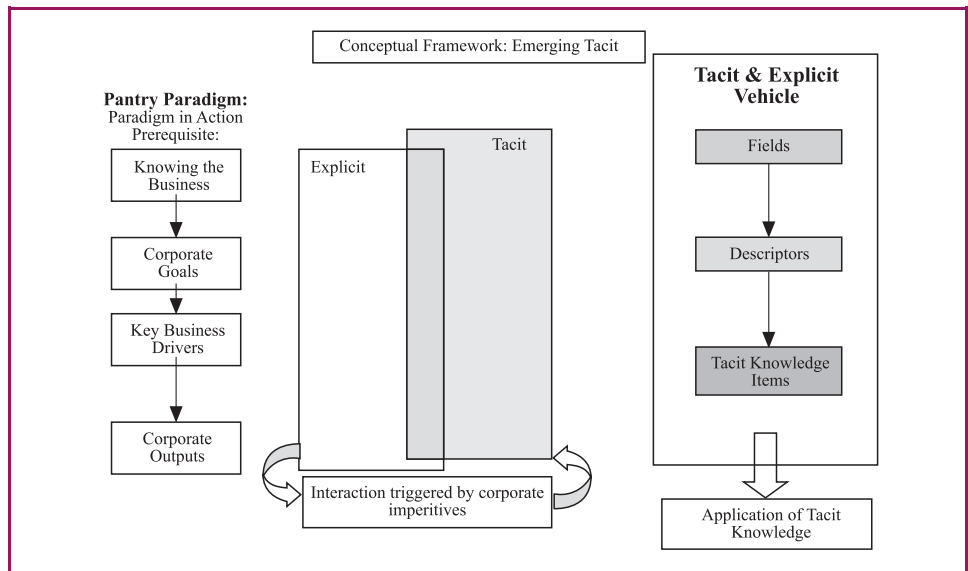 Conceptual Framework: Emerging Tacit
Pantry Paradigm:
Paradigm in Action
Prerequisite:
Knowing the
Business
Corporate
Goals
Key Business
Drivers
Corporate
Outputs
Explicit
Tacit
Interaction triggered by corporate
imperitives
Tacit & Explicit
Vehicle
Fields
Descriptors
Tacit Knowledge
Items
Application of Tacit
Knowledge